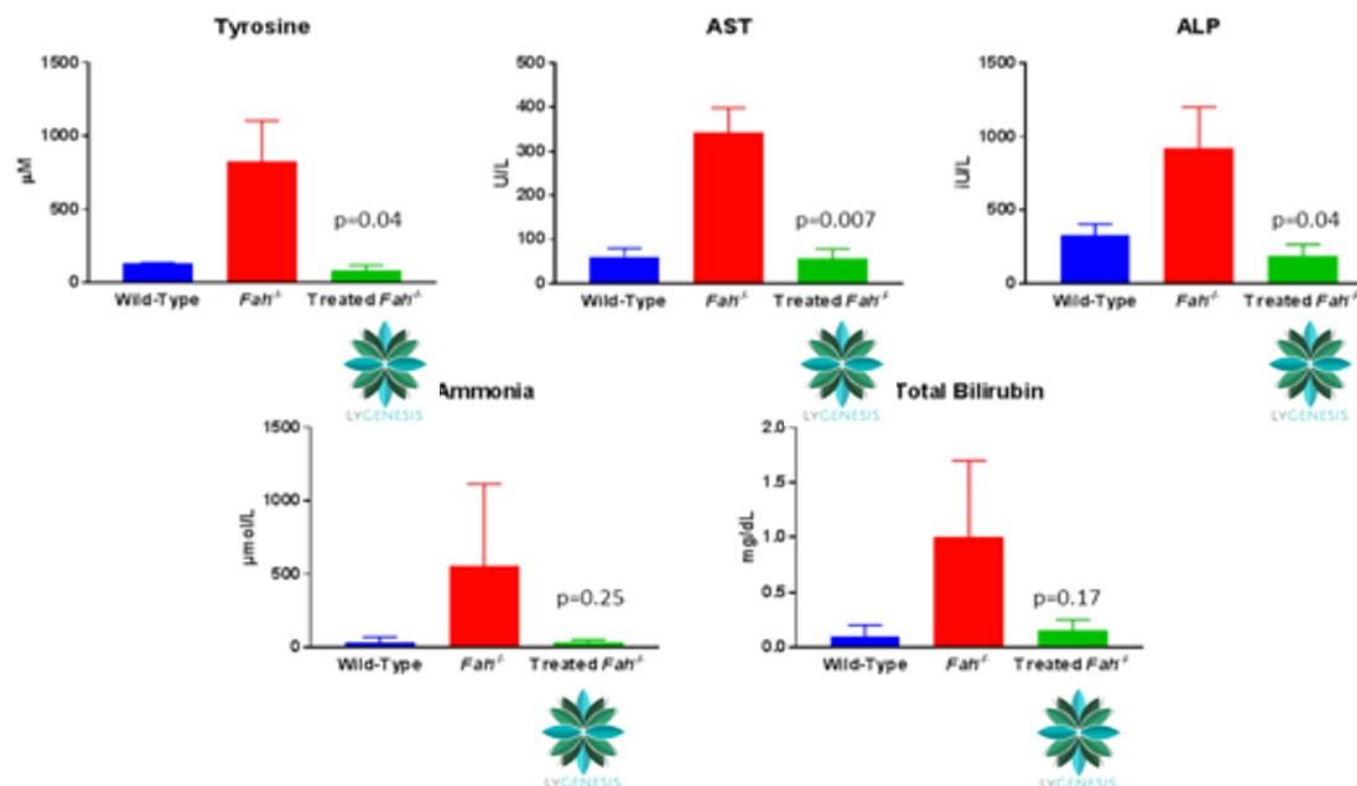 Tyrosine
1500
1000
500
0
µM
p=0.04
Wild-Type Fah-/- Treated Fah-/-
LYGENESIS
AST
500
400
300
200
100
0
U/L
p=0.007
Wild-Type Fah-/- Treated Fah-/-
LYGENESIS
ALP
1500
1000
500
0
iU/L
p=0.04
Wild-Type Fah-/- Treated Fah-/-
LYGENESIS
Ammonia
1500
1000
500
0
µmol/L
p=0.25
Wild-Type Fah-/- Treated Fah-/-
LYGENESIS
Total Bilirubin
2.0
1.5
1.0
0.5
0.0
mg/dL
p=0.17
Wild-Type Fah-/- Treated Fah-/-
LYGENESIS